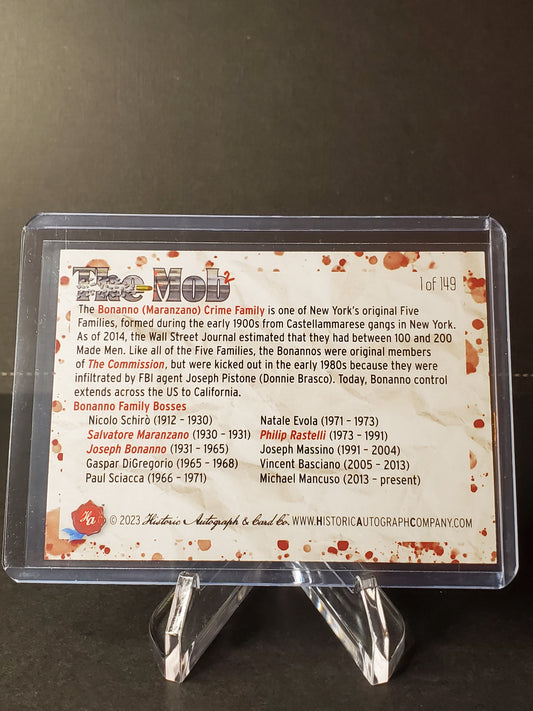 The Mob²
1 of 149
The Bonanno (Maranzano) Crime Family is one of New York's original Five
Families, formed during the early 1900s from Castellammarese gangs in New York.
As of 2014, the Wall Street Journal estimated that they had between 100 and 200
Made Men. Like all of the Five Families, the Bonannos were original members
of The Commission, but were kicked out in the early 1980s because they were
infiltrated by FBI agent Joseph Pistone (Donnie Brasco). Today, Bonanno control
extends across the US to California.
Bonanno Family Bosses
Nicolo Schirò (1912 – 1930)
Salvatore Maranzano (1930 – 1931)
Joseph Bonanno (1931 – 1965)
Gaspar DiGregorio (1965 – 1968)
Paul Sciacca (1966 – 1971)
Natale Evola (1971 – 1973)
Philip Rastelli (1973 – 1991)
Joseph Massino (1991 – 2004)
Vincent Basciano (2005 – 2013)
Michael Mancuso (2013 – present)
Ha
© 2023 Historic Autograph & Card Co. www.HistoricAutographCompany.com